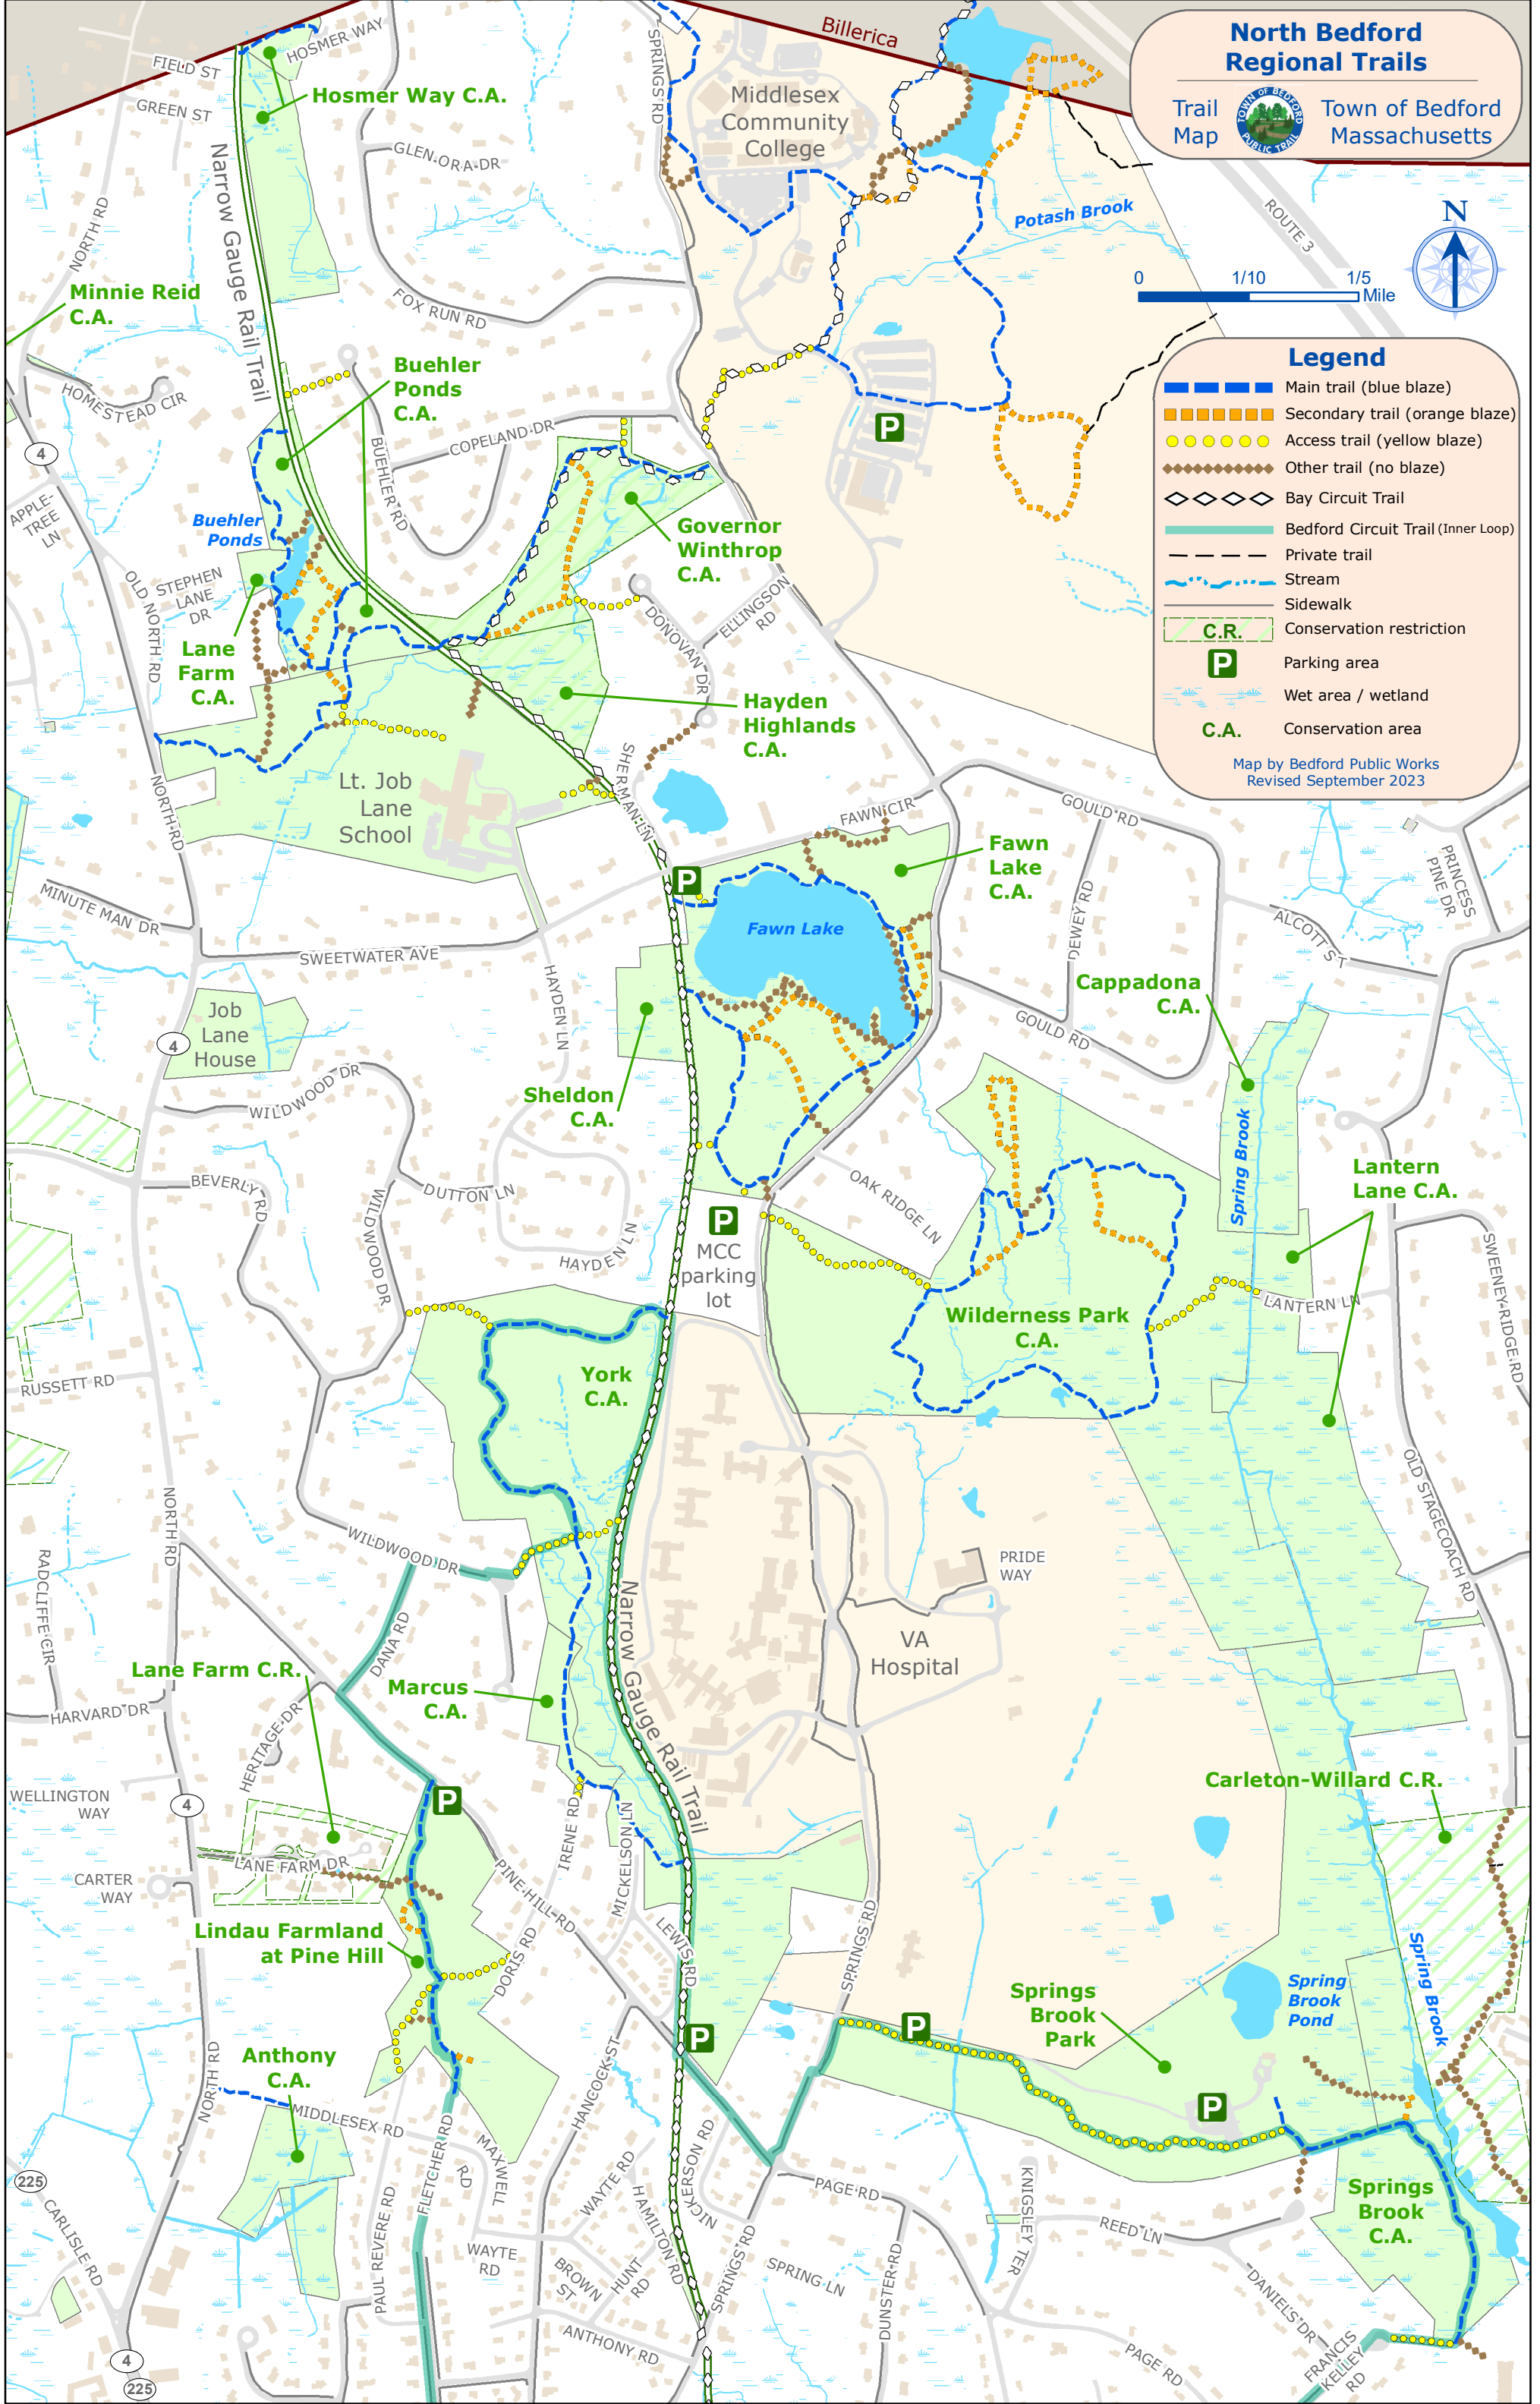 North Bedford
Regional Trails
Trail
Map
TOWN OF BEDFORD
PUBLIC TRAIL
Town of Bedford
Massachusetts
Billerica
N
0 1/10 1/5
Mile
Legend
Main trail (blue blaze)
Secondary trail (orange blaze)
Access trail (yellow blaze)
Other trail (no blaze)
Bay Circuit Trail
Bedford Circuit Trail (Inner Loop)
Private trail
Stream
Sidewalk
C.R. Conservation restriction
P Parking area
Wet area / wetland
C.A. Conservation area
Map by Bedford Public Works
Revised September 2023
HOSMER WAY
FIELD ST
GREEN ST
Hosmer Way C.A.
SPRINGS RD
Middlesex
Community
College
GLEN-ORA-DR
Narrow Gauge Rail Trail
NORTH RD
Potash Brook
ROUTE 3
Minnie Reid
C.A.
FOX RUN RD
HOMESTEAD CIR
Buehler
Ponds
C.A.
BUEHLER RD
COPELAND DR
4
P
APPLE-
TREE
LN
Buehler
Ponds
Governor
Winthrop
C.A.
OLD NORTH RD
STEPHEN
LANE
DR
ELLINGSON
RD
DONOVAN DR
Lane
Farm
C.A.
Hayden
Highlands
C.A.
NORTH-RD
Lt. Job
Lane
School
SHERMAN LN
FAWN CIR
GOULD RD
Fawn
Lake
C.A.
PRINCESS
PINE DR
P
MINUTE MAN DR
SWEETWATER AVE
Fawn Lake
DEWEY RD
ALCOTT ST
HAYDEN LN
Cappadona
C.A.
Job
Lane
House
4
GOULD RD
Sheldon
C.A.
WILDWOOD DR
Spring Brook
Lantern
Lane C.A.
BEVERLY RD
WILDWOOD DR
DUTTON LN
OAK RIDGE LN
HAYDEN LN
P
MCC
parking
lot
SWEENEY-RIDGE-RD
LANTERN LN
Wilderness Park
C.A.
York
C.A.
RUSSETT RD
OLD STAGECOACH RD
NORTH RD
WILDWOOD DR
RADCLIFFE CIR
PRIDE
WAY
Narrow Gauge Rail Trail
DANA RD
VA
Hospital
Lane Farm C.R.
Marcus
C.A.
HARVARD DR
HERITAGE DR
WELLINGTON
WAY
4
P
Carleton-Willard C.R.
IRENE RD
MICKELSON LN
LANE FARM DR
CARTER
WAY
PINE-HILL-RD
Lindau Farmland
at Pine Hill
DORIS RD
LEWIS RD
SPRINGS RD
Spring Brook
Springs
Brook
Park
Spring
Brook
Pond
P
P
Anthony
C.A.
NORTH RD
HANCOCK ST
P
MIDDLESEX RD
FLETCHER RD
MAXWELL
RD
WAYTE RD
NICKERSON RD
225
CARLISLE RD
PAUL REVERE RD
PAGE RD
KNIGSLEY TER
REED LN
Springs
Brook
C.A.
WAYTE
RD
BROWN
ST
HUNT
RD
HAMILTON RD
SPRINGS RD
SPRING LN
DUNSTER-RD
DANIELS DR
ANTHONY RD
PAGE RD
FRANCIS
KELLEY
RD
4
225